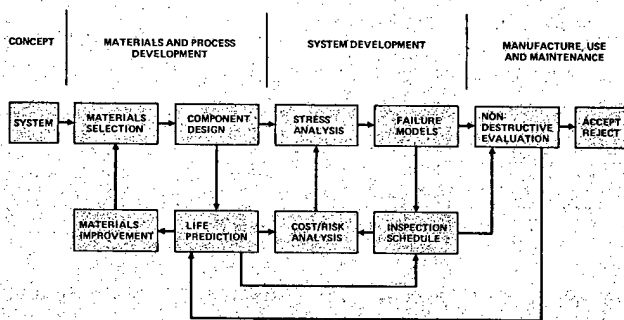 CONCEPT
MATERIALS AND PROCESS
DEVELOPMENT
SYSTEM DEVELOPMENT
MANUFACTURE, USE
AND MAINTENANCE
SYSTEM
MATERIALS
SELECTION
COMPONENT
DESIGN
STRESS
ANALYSIS
FAILURE
MODELS
NON-
DESTRUCTIVE
EVALUATION
ACCEPT
REJECT
MATERIALS
IMPROVEMENT
LIFE
PREDICTION
COST/RISK
ANALYSIS
INSPECTION
SCHEDULE